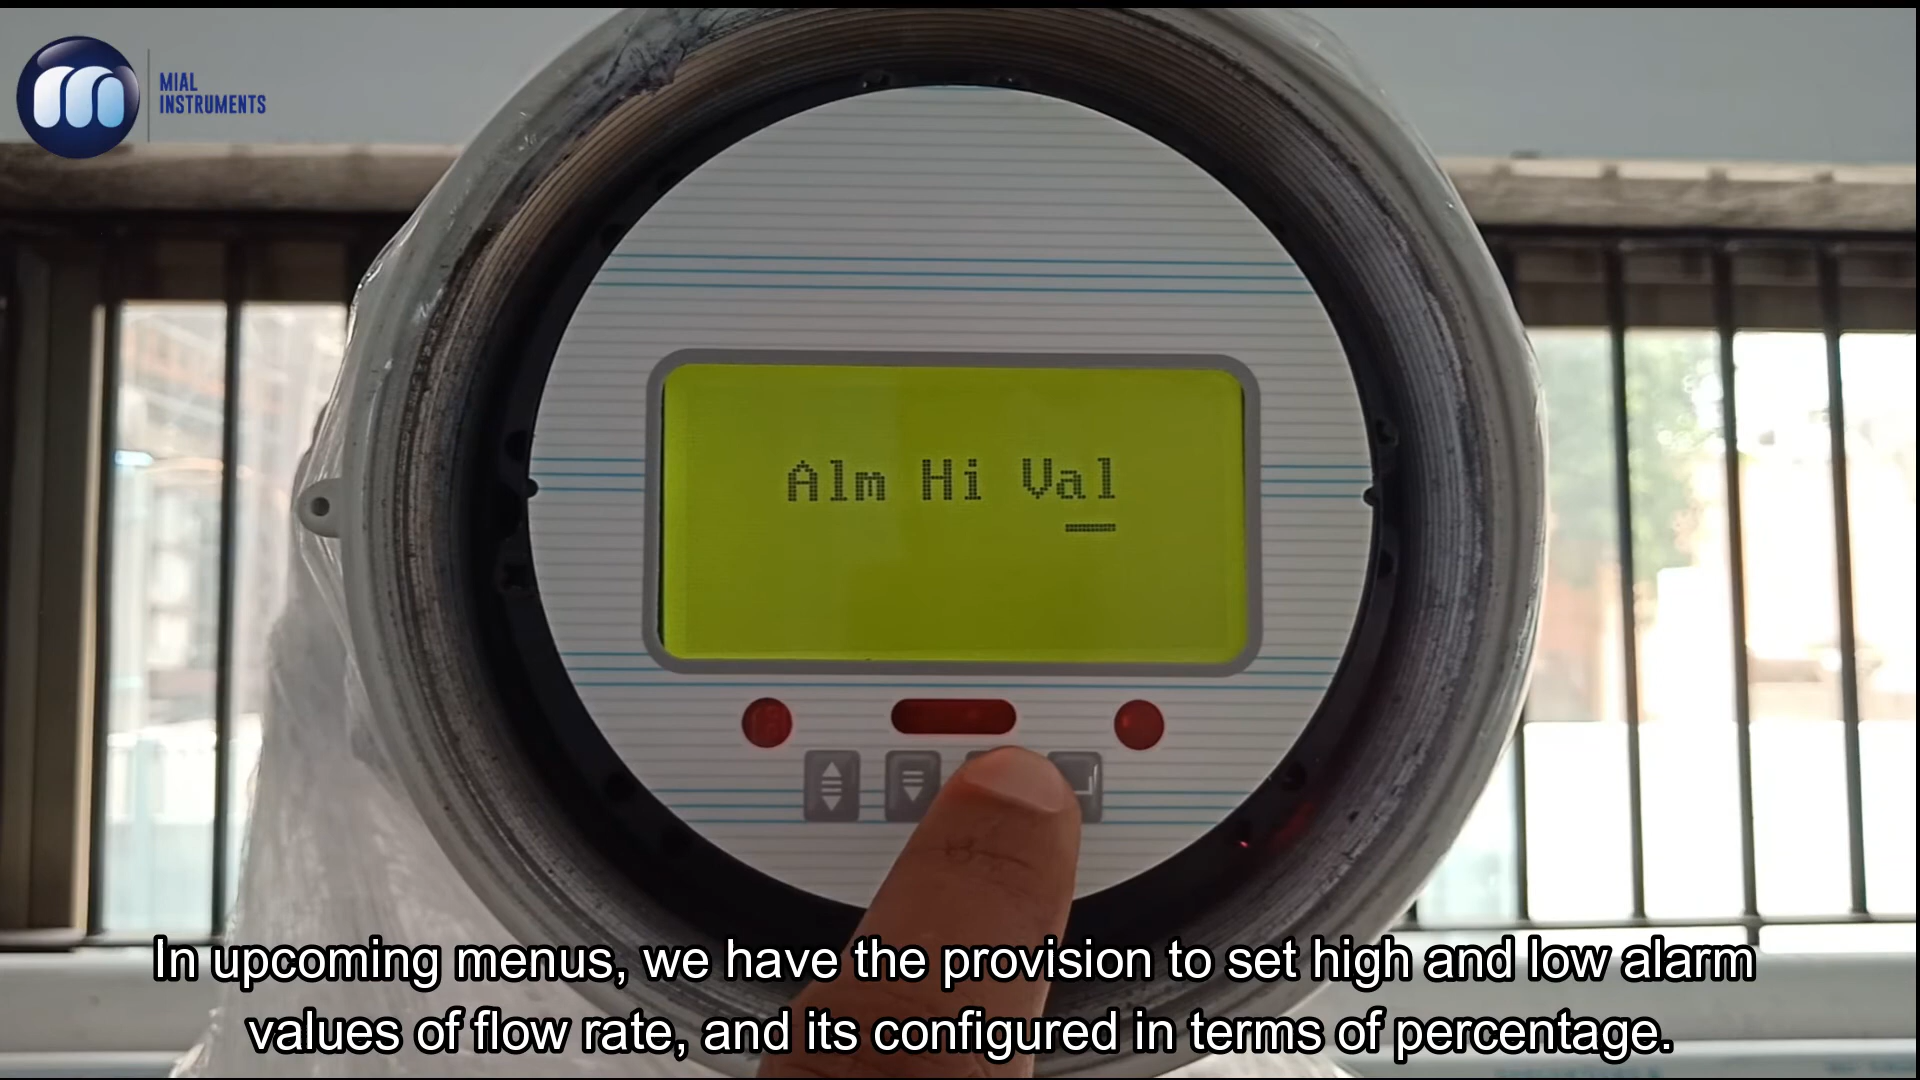 MIAL
INSTRUMENTS
Alm Hi Val
In upcoming menus, we have the provision to set high and low alarm
values of flow rate, and its configured in terms of percentage.